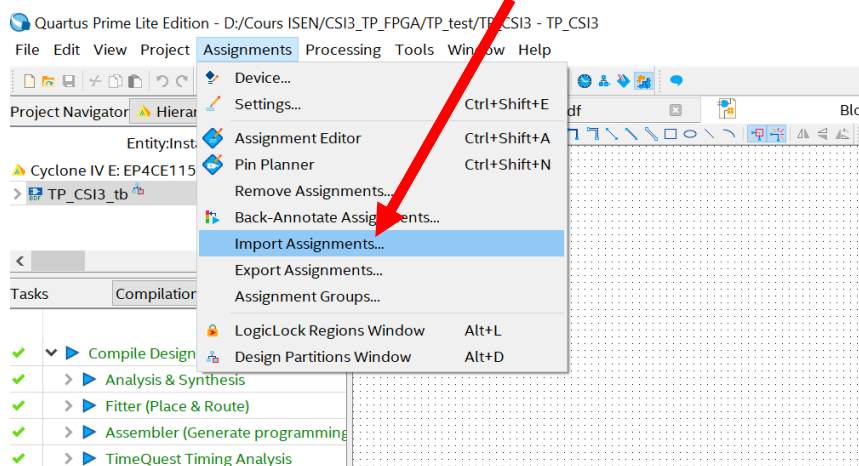 Quartus Prime Lite Edition - D:/Cours ISEN/CSI3_TP_FPGA/TP_test/TP_CSI3 - TP_CSI3
File Edit View Project Assignments Processing Tools Window Help
Project Navigator Hierar
Entity:Inst
Cyclone IV E: EP4CE115
TP_CSI3_tb
Device...
Settings... Ctrl+Shift+E
Assignment Editor Ctrl+Shift+A
Pin Planner Ctrl+Shift+N
Remove Assignments...
Back-Annotate Assignments...
Import Assignments...
Export Assignments...
Assignment Groups...
LogicLock Regions Window Alt+L
Design Partitions Window Alt+D
df
Blo
Tasks Compilation
Compile Design
Analysis & Synthesis
Fitter (Place & Route)
Assembler (Generate programming
TimeQuest Timing Analysis